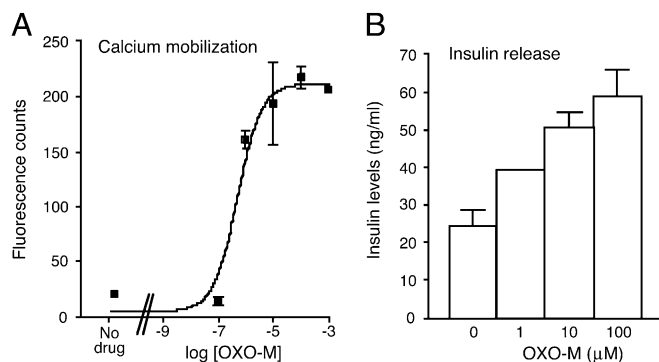 A
Calcium mobilization
250
200
150
100
50
0
Fluorescence counts
No drug
-9
-7
-5
-3
log [OXO-M]
B
Insulin release
70
60
50
40
30
20
10
0
Insulin levels (ng/ml)
0
1
10
100
OXO-M (μM)